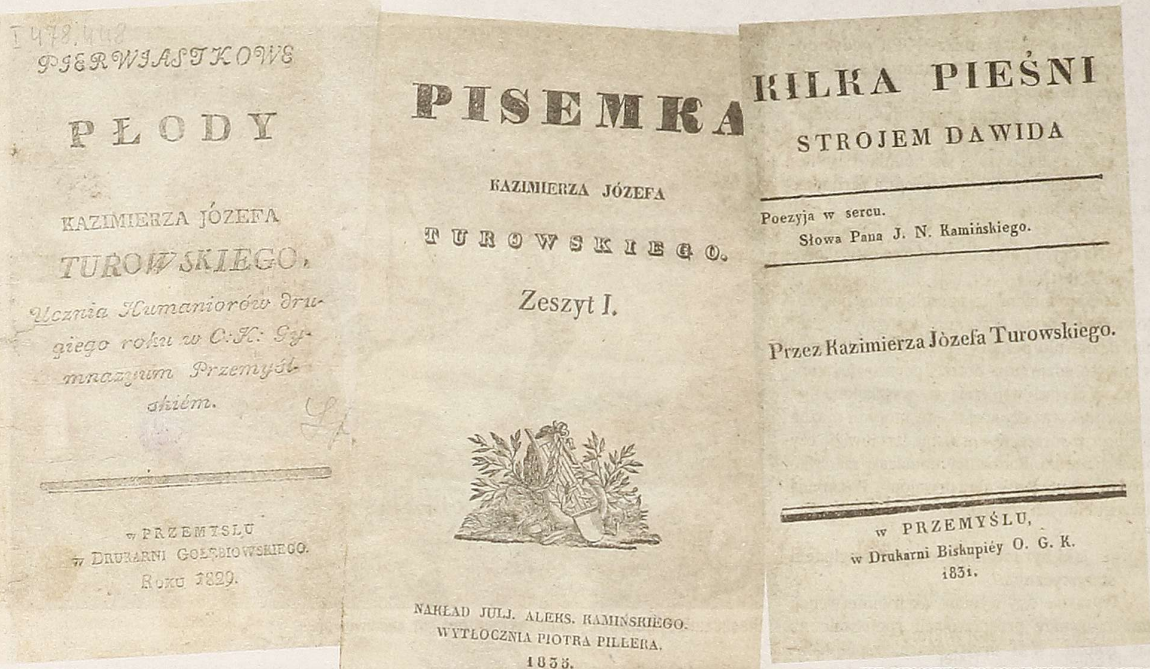 I 478.448
PIERWIASTKOWE
PŁODY
KAZIMIERZA JÓZEFA
TUROWSKIEGO,
Ucznia Humaniorów dru-
giego roku w C.K: Gy-
mnazyum Przemyśl-
skiém.
w PRZEMYSLU
w DRUKARNI GOŁĘBIOWSKIEGO.
ROKU 1829.
PISEMKA
KAZIMIERZA JÓZEFA
TUROWSKIEGO.
Zeszyt I.
NAKŁAD JULJ. ALEKS. KAMIŃSKIEGO.
WYTŁOCZNIA PIOTRA PILLERA.
1835.
KILKA PIEŚNI
STROJEM DAWIDA
Poezyja w sercu.
Słowa Pana J. N. Kamińskiego.
Przez Kazimierza Józefa Turowskiego.
w PRZEMYŚLU,
w Drukarni Biskupiéy O. G. K.
1831.